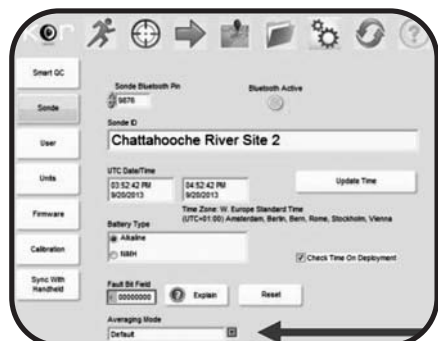 kor
Smart QC
Sonde
User
Units
Firmware
Calibration
Sync With
Handheld
Sonde Bluetooth Pin
9876
Bluetooth Active
Sonde ID
Chattahooche River Site 2
UTC Date/Time
03:52:42 PM
9/20/2013
04:52:42 PM
9/20/2013
Update Time
Time Zone: W. Europe Standard Time
(UTC+01:00) Amsterdam, Berlin, Bern, Rome, Stockholm, Vienna
Battery Type
Alkaline
NiMH
Check Time On Deployment
Fault Bit Field
00000000
?
Explain
Reset
Averaging Mode
Default
?